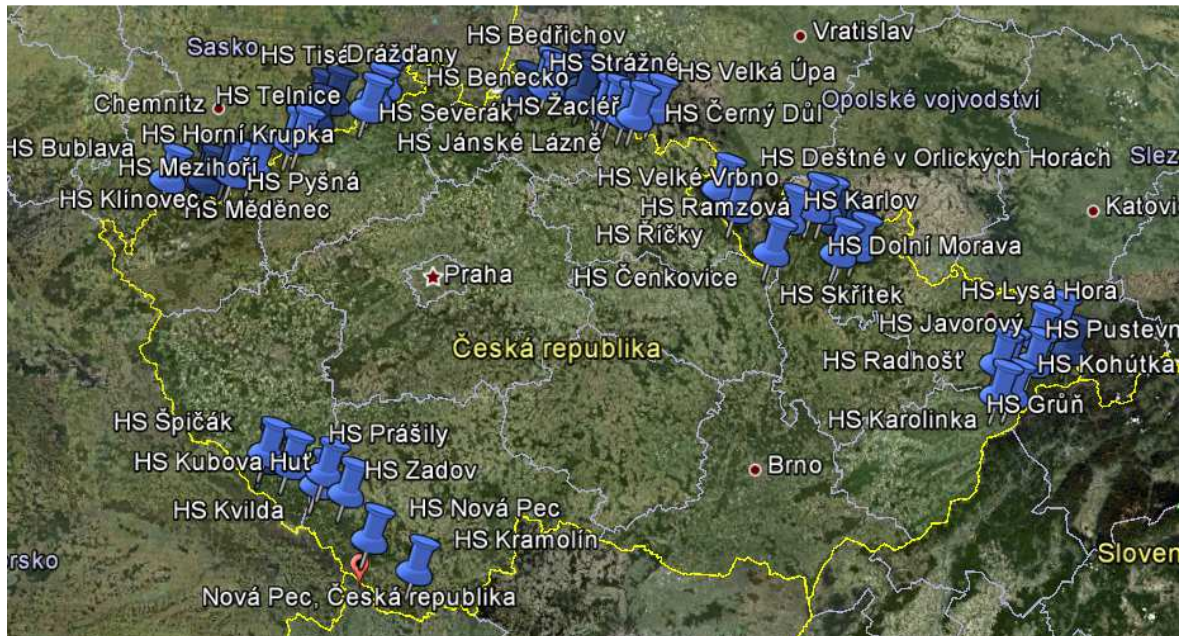 HS Bedřichov
Vratislav
Sasko
HS Tisá
Drážďany
HS Strážné
HS Benecko
HS Velká Úpa
Chemnitz
HS Telnice
HS Severák
HS Žacléř
HS Černý Důl
Opolské vojvodství
HS Horní Krupka
HS Jánské Lázně
HS Bublava
HS Mezihoří
HS Pyšná
HS Deštné v Orlických Horách
HS Klínovec
HS Měděnec
HS Velké Vrbno
HS Ramzová
HS Karlov
HS Říčky
HS Dolní Morava
Praha
HS Čenkovice
HS Skřítek
HS Lysá Hora
HS Javorový
Česká republika
HS Radhošť
HS Kohútka
HS Karolinka
HS Grůň
HS Špičák
HS Prášily
HS Kubova Huť
HS Zadov
Brno
HS Kvilda
HS Nová Pec
HS Kramolín
Nová Pec, Česká republika